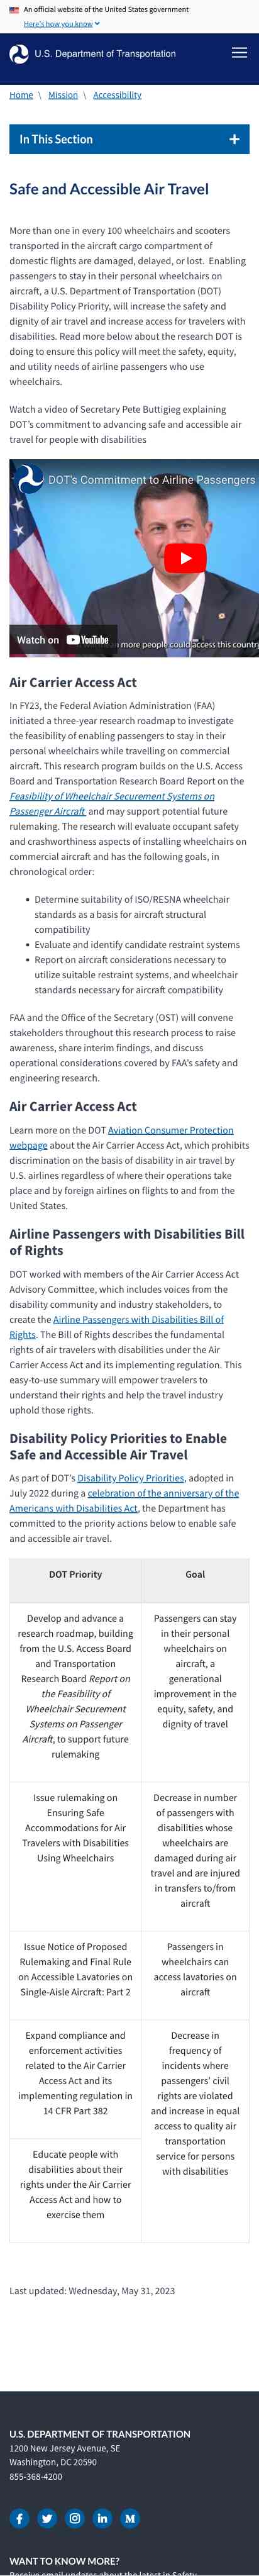 An official website of the United States government
Here's how you know
U.S. Department of Transportation
Home \ Mission \ Accessibility
In This Section
Safe and Accessible Air Travel
More than one in every 100 wheelchairs and scooters
transported in the aircraft cargo compartment of
domestic flights are damaged, delayed, or lost. Enabling
passengers to stay in their personal wheelchairs on
aircraft, a U.S. Department of Transportation (DOT)
Disability Policy Priority, will increase the safety and
dignity of air travel and increase access for travelers with
disabilities. Read more below about the research DOT is
doing to ensure this policy will meet the safety, equity,
and utility needs of airline passengers who use
wheelchairs.
Watch a video of Secretary Pete Buttigieg explaining
DOT's commitment to advancing safe and accessible air
travel for people with disabilities
DOT's Commitment to Airline Passengers
Watch on YouTube
more people could access this country
Air Carrier Access Act
In FY23, the Federal Aviation Administration (FAA)
initiated a three-year research roadmap to investigate
the feasibility of enabling passengers to stay in their
personal wheelchairs while travelling on commercial
aircraft. This research program builds on the U.S. Access
Board and Transportation Research Board Report on the
Feasibility of Wheelchair Securement Systems on
Passenger Aircraft and may support potential future
rulemaking. The research will evaluate occupant safety
and crashworthiness aspects of installing wheelchairs on
commercial aircraft and has the following goals, in
chronological order:
▪ Determine suitability of ISO/RESNA wheelchair
standards as a basis for aircraft structural
compatibility
▪ Evaluate and identify candidate restraint systems
▪ Report on aircraft considerations necessary to
utilize suitable restraint systems, and wheelchair
standards necessary for aircraft compatibility
FAA and the Office of the Secretary (OST) will convene
stakeholders throughout this research process to raise
awareness, share interim findings, and discuss
operational considerations covered by FAA's safety and
engineering research.
Air Carrier Access Act
Learn more on the DOT Aviation Consumer Protection
webpage about the Air Carrier Access Act, which prohibits
discrimination on the basis of disability in air travel by
U.S. airlines regardless of where their operations take
place and by foreign airlines on flights to and from the
United States.
Airline Passengers with Disabilities Bill
of Rights
DOT worked with members of the Air Carrier Access Act
Advisory Committee, which includes voices from the
disability community and industry stakeholders, to
create the Airline Passengers with Disabilities Bill of
Rights. The Bill of Rights describes the fundamental
rights of air travelers with disabilities under the Air
Carrier Access Act and its implementing regulation. This
easy-to-use summary will empower travelers to
understand their rights and help the travel industry
uphold those rights.
Disability Policy Priorities to Enable
Safe and Accessible Air Travel
As part of DOT's Disability Policy Priorities, adopted in
July 2022 during a celebration of the anniversary of the
Americans with Disabilities Act, the Department has
committed to the priority actions below to enable safe
and accessible air travel.
DOT Priority
Goal
Develop and advance a
research roadmap, building
from the U.S. Access Board
and Transportation
Research Board Report on
the Feasibility of
Wheelchair Securement
Systems on Passenger
Aircraft, to support future
rulemaking
Passengers can stay
in their personal
wheelchairs on
aircraft, a
generational
improvement in the
equity, safety, and
dignity of travel
Issue rulemaking on
Ensuring Safe
Accommodations for Air
Travelers with Disabilities
Using Wheelchairs
Decrease in number
of passengers with
disabilities whose
wheelchairs are
damaged during air
travel and are injured
in transfers to/from
aircraft
Issue Notice of Proposed
Rulemaking and Final Rule
on Accessible Lavatories on
Single-Aisle Aircraft: Part 2
Passengers in
wheelchairs can
access lavatories on
aircraft
Expand compliance and
enforcement activities
related to the Air Carrier
Access Act and its
implementing regulation in
14 CFR Part 382
Decrease in
frequency of
incidents where
passengers' civil
rights are violated
and increase in equal
access to quality air
transportation
service for persons
with disabilities
Educate people with
disabilities about their
rights under the Air Carrier
Access Act and how to
exercise them
Last updated: Wednesday, May 31, 2023
U.S. DEPARTMENT OF TRANSPORTATION
1200 New Jersey Avenue, SE
Washington, DC 20590
855-368-4200
WANT TO KNOW MORE?
Receive email updates about the latest in Safety,